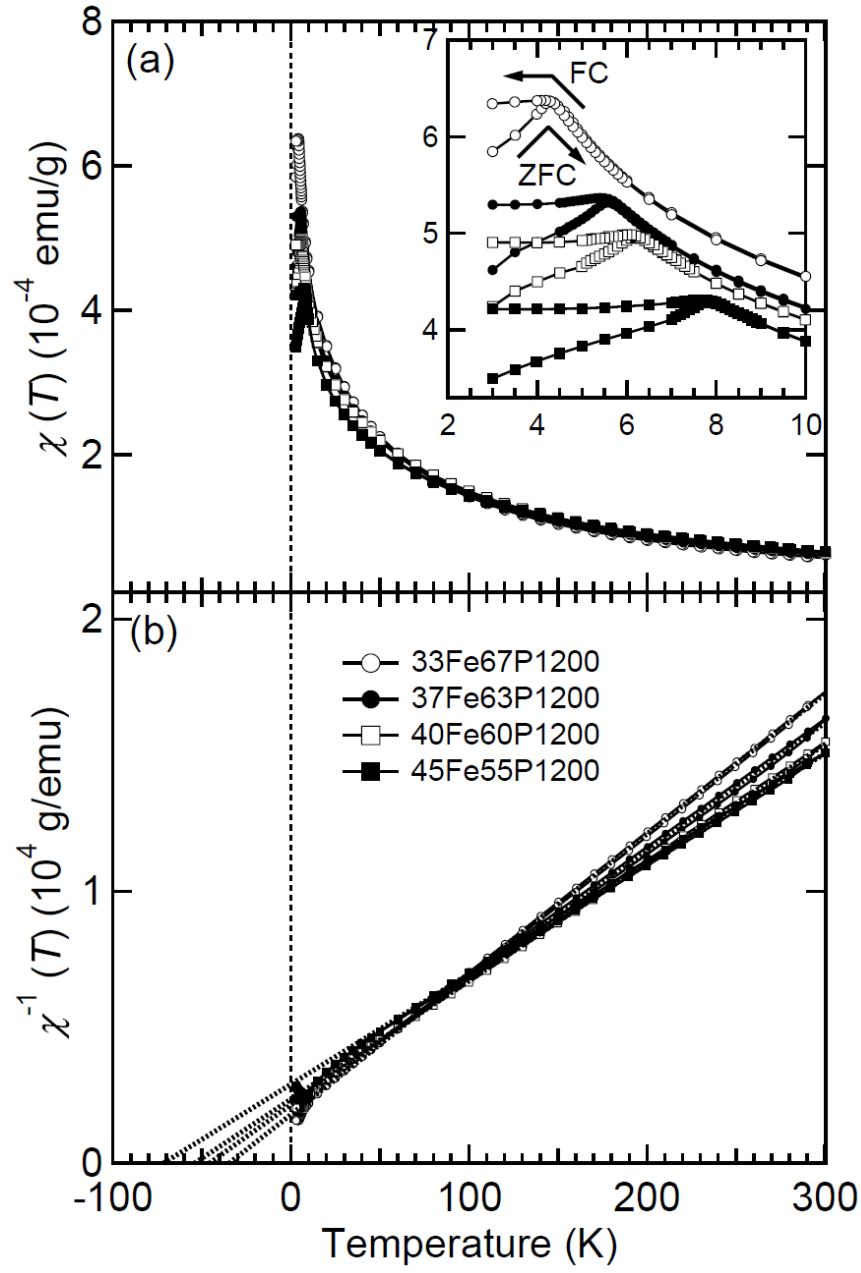 (a)
χ (T) (10⁻⁴ emu/g)
8
6
4
2
7
6
5
4
2 4 6 8 10
FC
ZFC
(b)
χ⁻¹ (T) (10⁴ g/emu)
2
1
0
33Fe67P1200
37Fe63P1200
40Fe60P1200
45Fe55P1200
-100 0 100 200 300
Temperature (K)